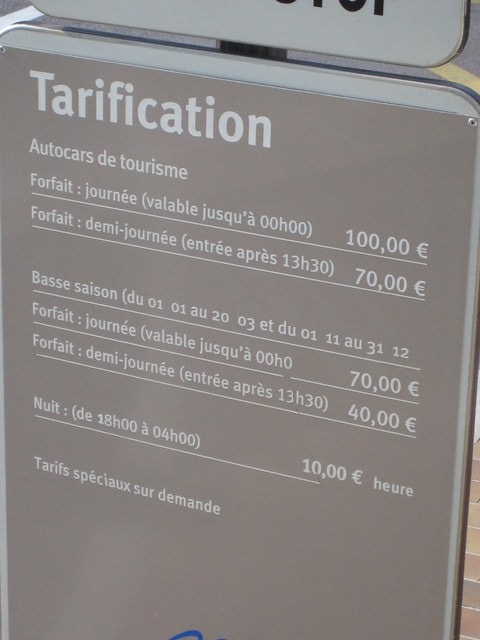 Tarification
Autocars de tourisme
Forfait : journée (valable jusqu'à 00h00) 100,00 €
Forfait : demi-journée (entrée après 13h30) 70,00 €
Basse saison (du 01 01 au 20 03 et du 01 11 au 31 12
Forfait : journée (valable jusqu'à 00h0 70,00 €
Forfait : demi-journée (entrée après 13h30) 40,00 €
Nuit : (de 18h00 à 04h00) 10,00 € heure
Tarifs spéciaux sur demande